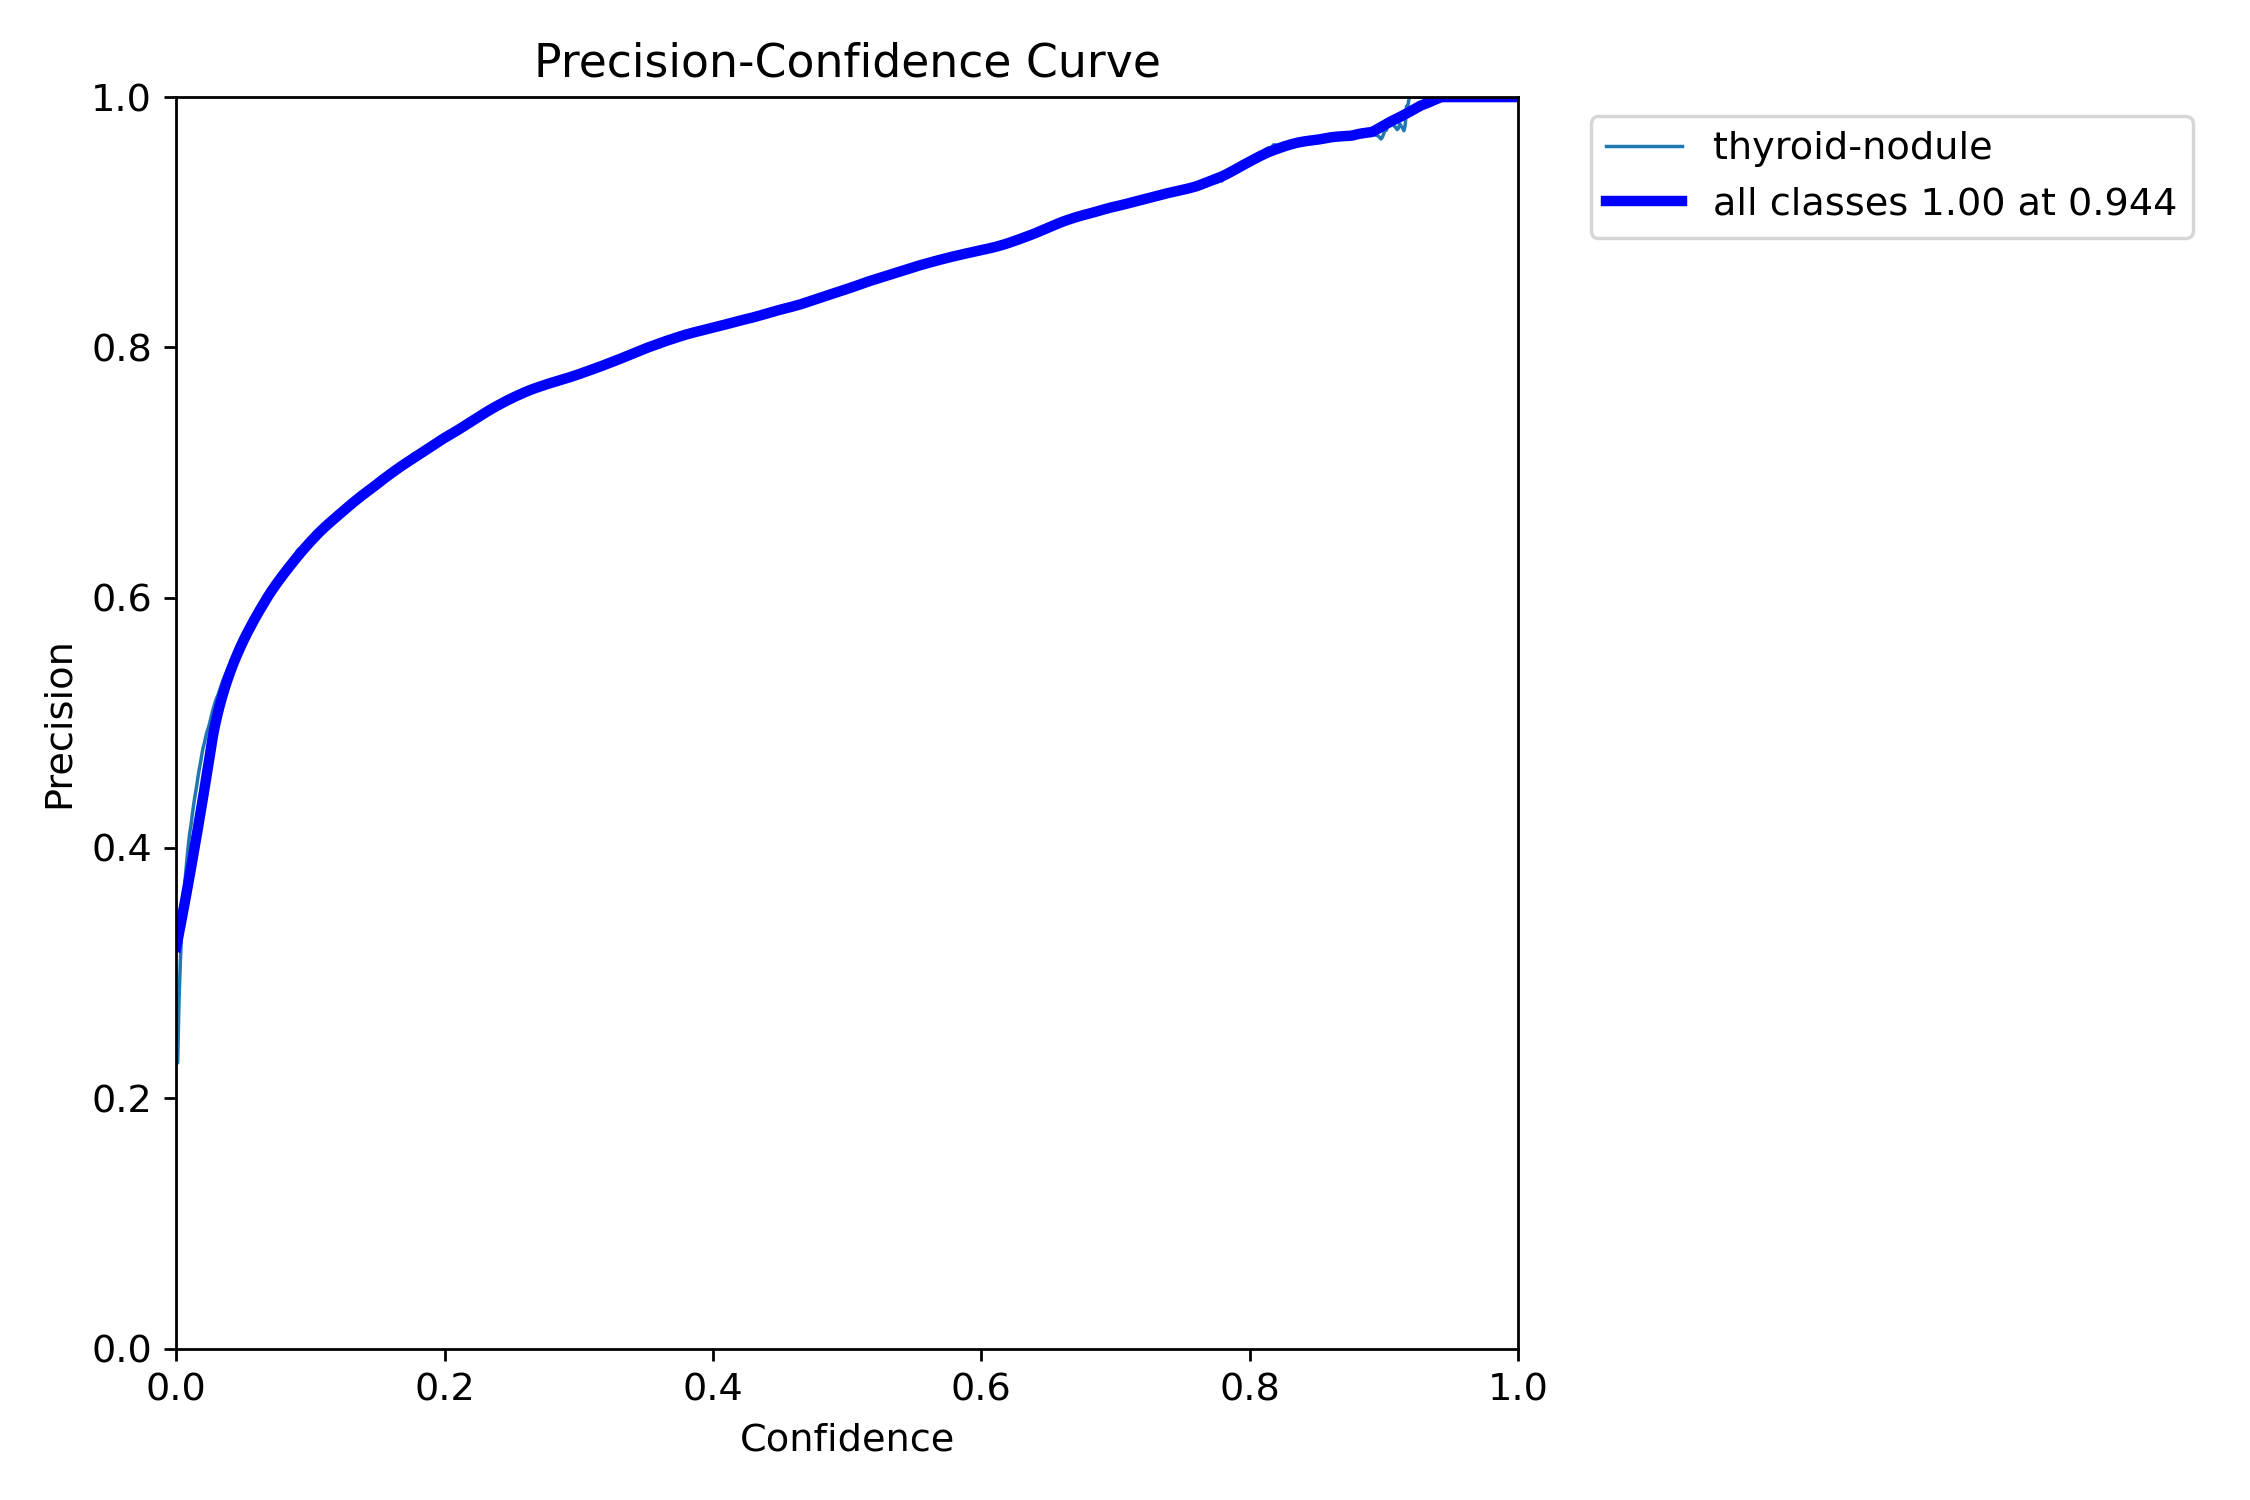 Precision-Confidence Curve
1.0
0.8
0.6
0.4
0.2
0.0
Precision
0.0 0.2 0.4 0.6 0.8 1.0
Confidence
thyroid-nodule
all classes 1.00 at 0.944